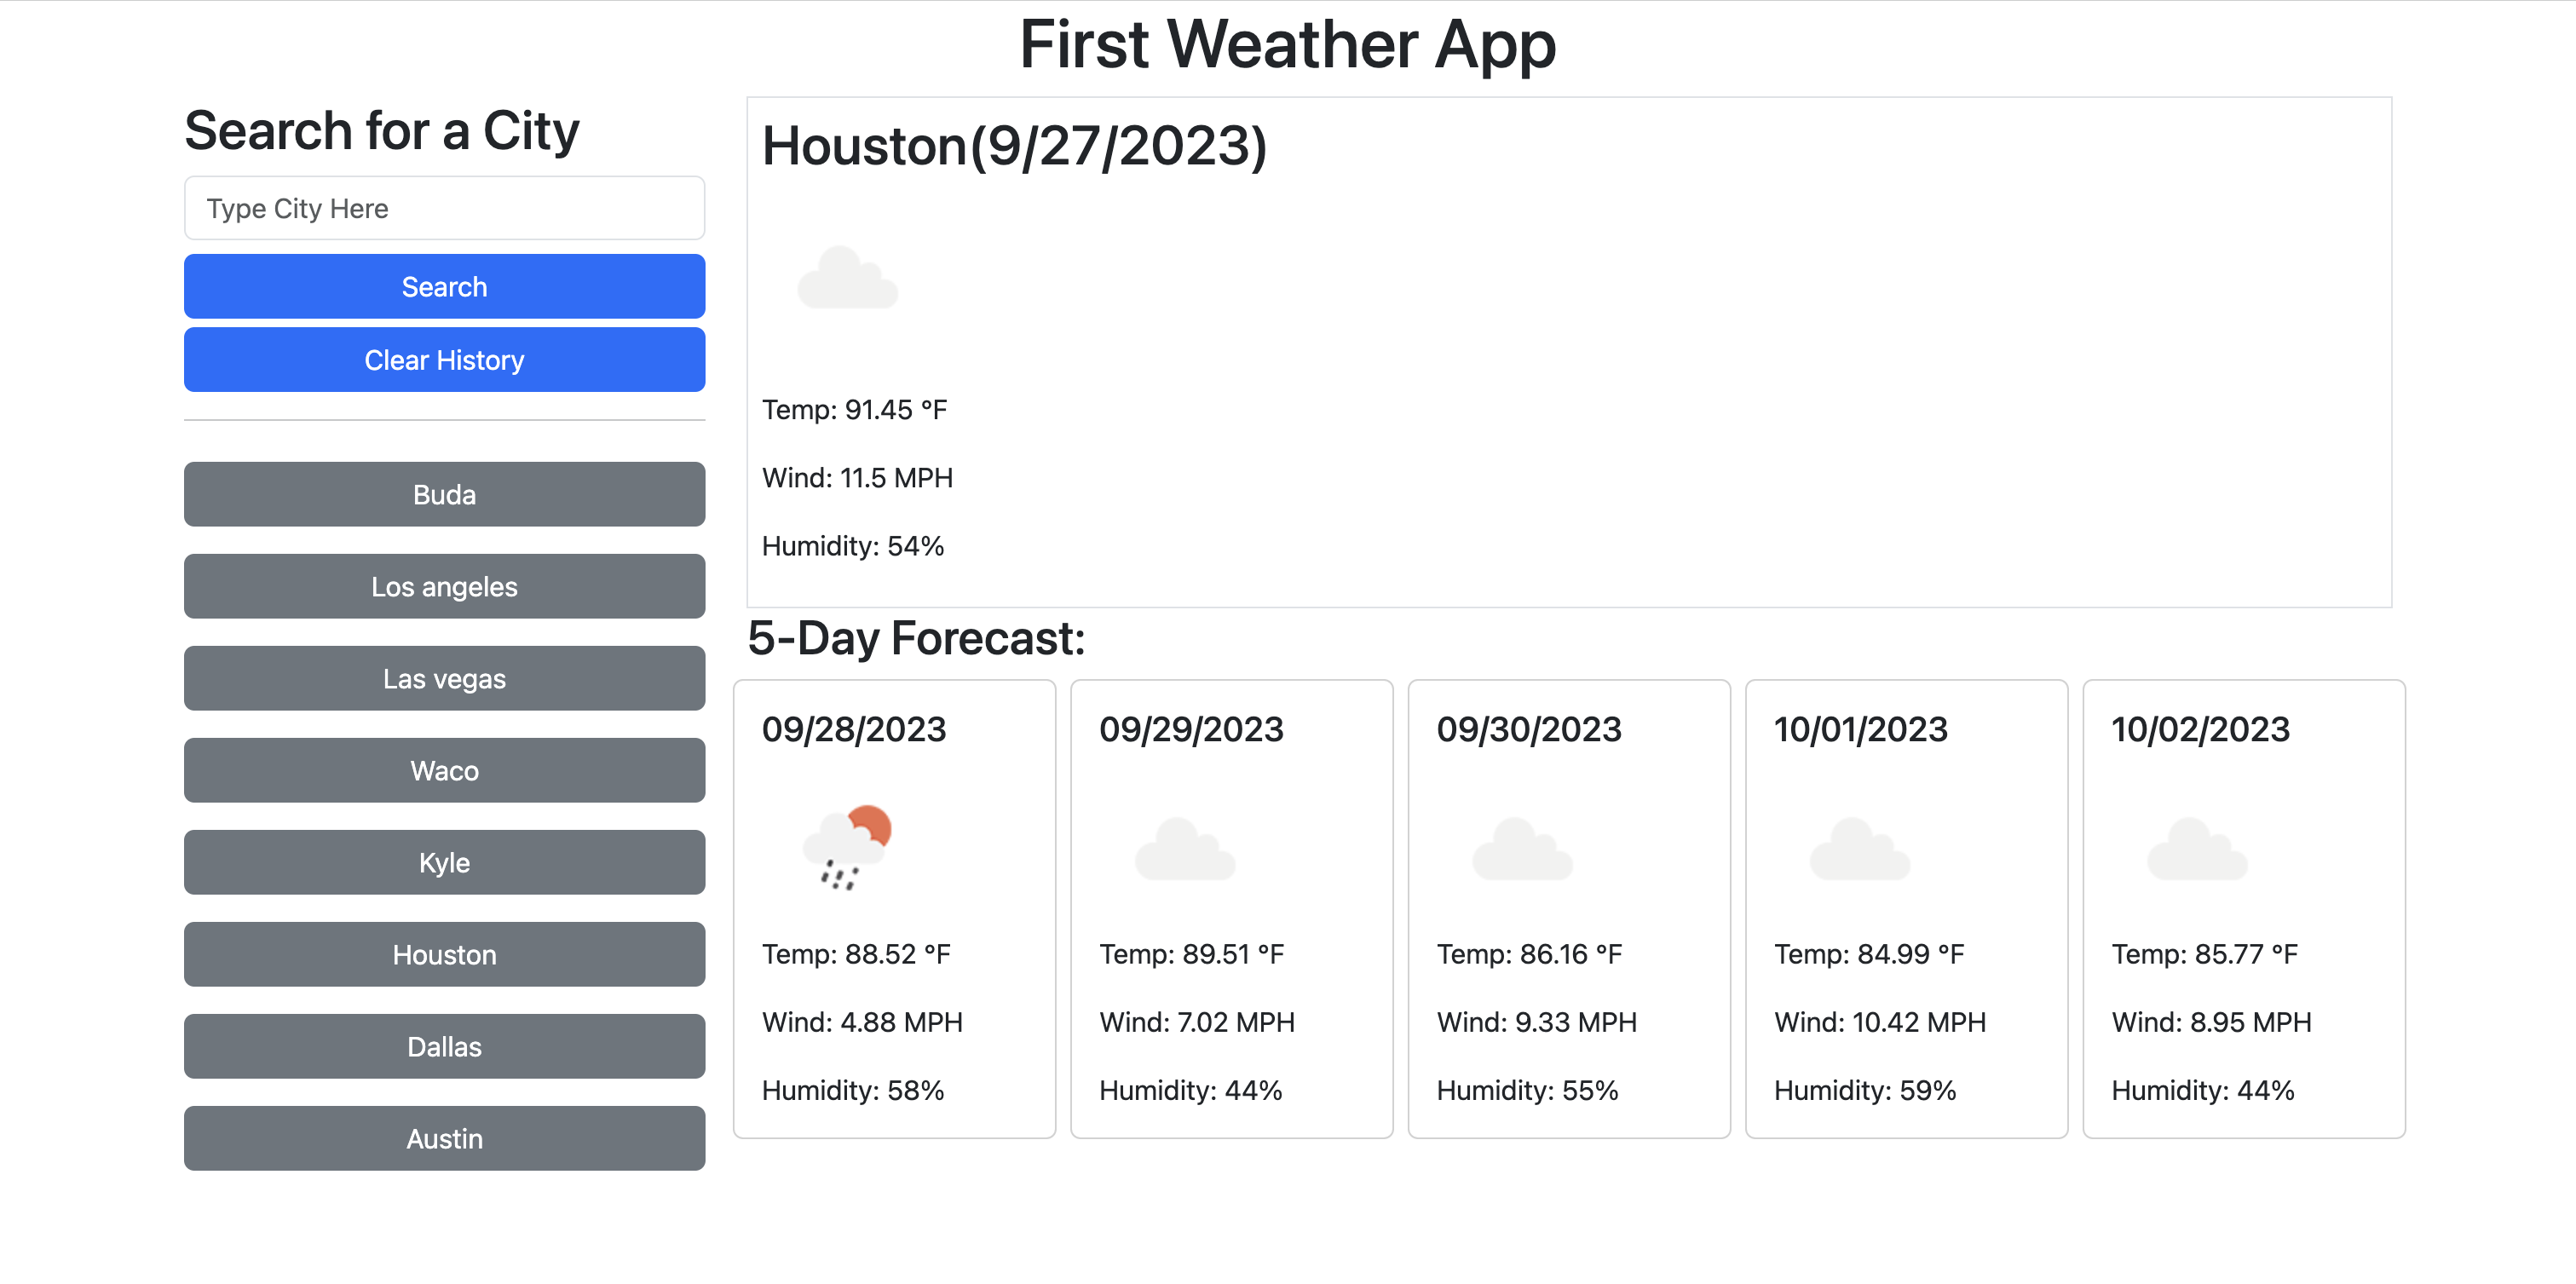 First Weather App
Search for a City
Type City Here
Search
Clear History
Buda
Los angeles
Las vegas
Waco
Kyle
Houston
Dallas
Austin
Houston(9/27/2023)
Temp: 91.45 °F
Wind: 11.5 MPH
Humidity: 54%
5-Day Forecast:
09/28/2023
Temp: 88.52 °F
Wind: 4.88 MPH
Humidity: 58%
09/29/2023
Temp: 89.51 °F
Wind: 7.02 MPH
Humidity: 44%
09/30/2023
Temp: 86.16 °F
Wind: 9.33 MPH
Humidity: 55%
10/01/2023
Temp: 84.99 °F
Wind: 10.42 MPH
Humidity: 59%
10/02/2023
Temp: 85.77 °F
Wind: 8.95 MPH
Humidity: 44%